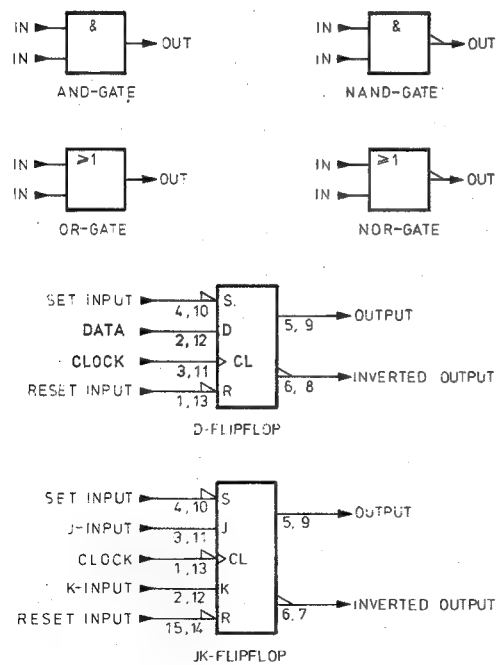 IN & OUT
IN
AND-GATE
IN & OUT
IN
NAND-GATE
IN ≥1 OUT
IN
OR-GATE
IN ≥1 OUT
IN
NOR-GATE
SET INPUT 4,10 S
DATA 2,12 D
CLOCK 3,11 CL
RESET INPUT 1,13 R
5, 9 OUTPUT
6, 8 INVERTED OUTPUT
D-FLIPFLOP
SET INPUT 4,10 S
J-INPUT 3,11 J
CLOCK 1,13 CL
K-INPUT 2,12 K
RESET INPUT 15,14 R
5, 9 OUTPUT
6,7 INVERTED OUTPUT
JK-FLIPFLOP